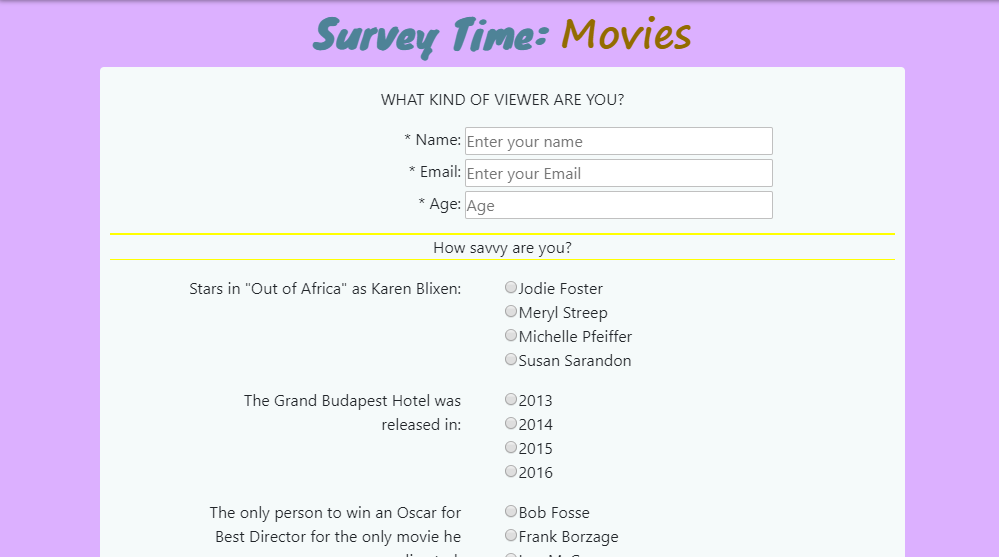 Survey Time: Movies
WHAT KIND OF VIEWER ARE YOU?
* Name: Enter your name
* Email: Enter your Email
* Age: Age
How savvy are you?
Stars in "Out of Africa" as Karen Blixen:
Jodie Foster
Meryl Streep
Michelle Pfeiffer
Susan Sarandon
The Grand Budapest Hotel was
released in:
2013
2014
2015
2016
The only person to win an Oscar for
Best Director for the only movie he
Bob Fosse
Frank Borzage